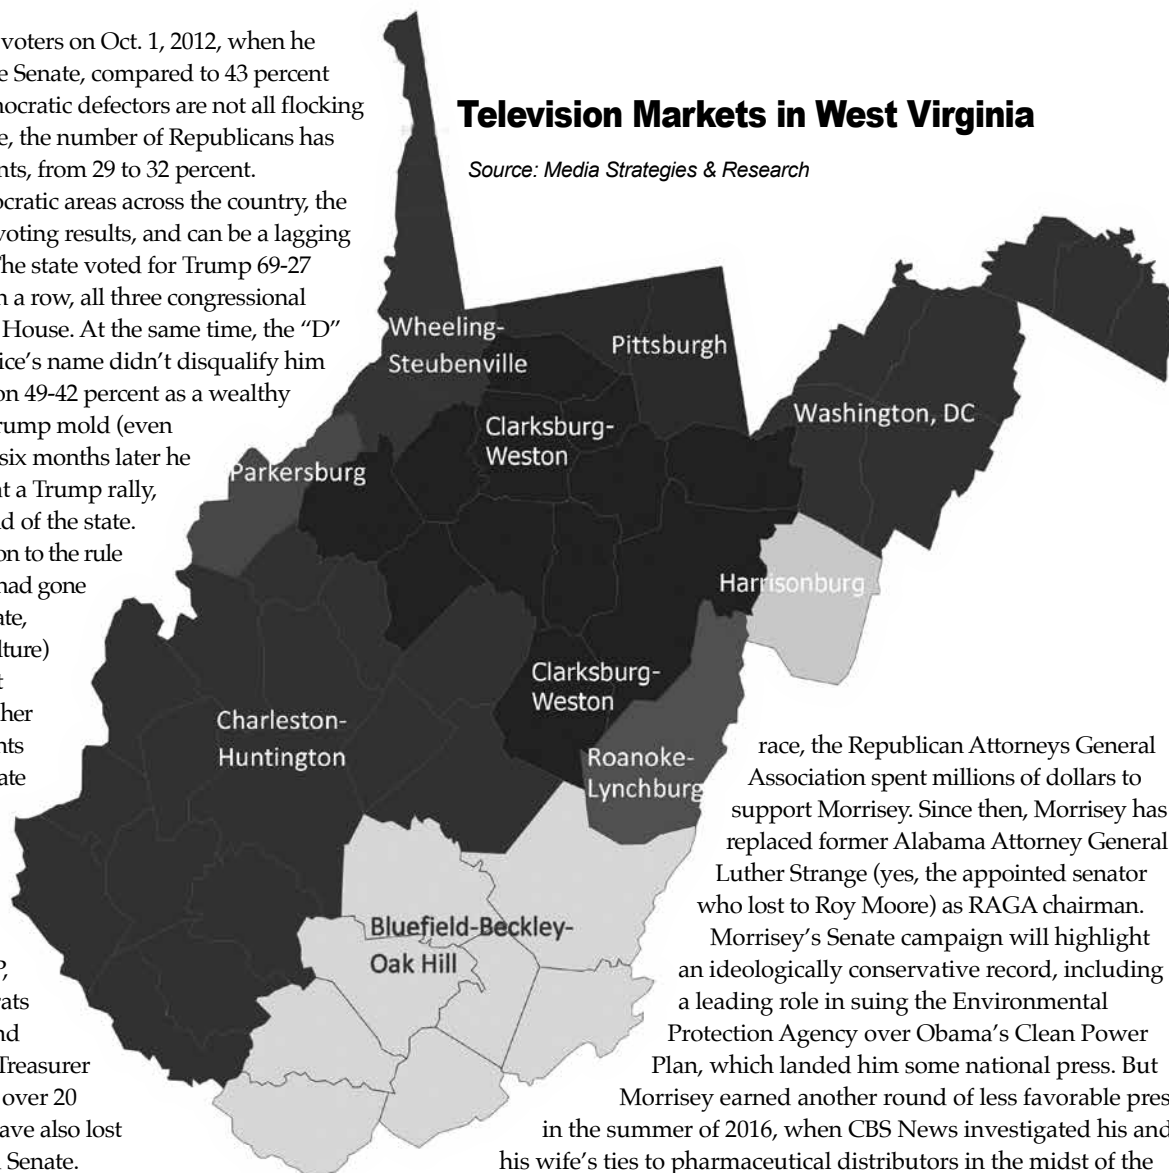 voters on Oct. 1, 2012, when he
e Senate, compared to 43 percent
nocratic defectors are not all flocking
e, the number of Republicans has
nts, from 29 to 32 percent.
ocratic areas across the country, the
voting results, and can be a lagging
The state voted for Trump 69-27
n a row, all three congressional
House. At the same time, the “D”
ice’s name didn’t disqualify him
on 49-42 percent as a wealthy
rump mold (even
six months later he
at a Trump rally,
nd of the state.
on to the rule
had gone
ate,
lture)
t
her
nts
ate
P,
rats
nd
Treasurer
over 20
ave also lost
Senate.
Television Markets in West Virginia
Source: Media Strategies & Research
Wheeling-
Steubenville
Pittsburgh
Clarksburg-
Weston
Washington, DC
Parkersburg
Harrisonburg
Clarksburg-
Weston
Charleston-
Huntington
Roanoke-
Lynchburg
Bluefield-Beckley-
Oak Hill
race, the Republican Attorneys General
Association spent millions of dollars to
support Morrisey. Since then, Morrisey has
replaced former Alabama Attorney General
Luther Strange (yes, the appointed senator
who lost to Roy Moore) as RAGA chairman.
Morrisey’s Senate campaign will highlight
an ideologically conservative record, including
a leading role in suing the Environmental
Protection Agency over Obama’s Clean Power
Plan, which landed him some national press. But
Morrisey earned another round of less favorable pres
in the summer of 2016, when CBS News investigated his and
his wife’s ties to pharmaceutical distributors in the midst of the